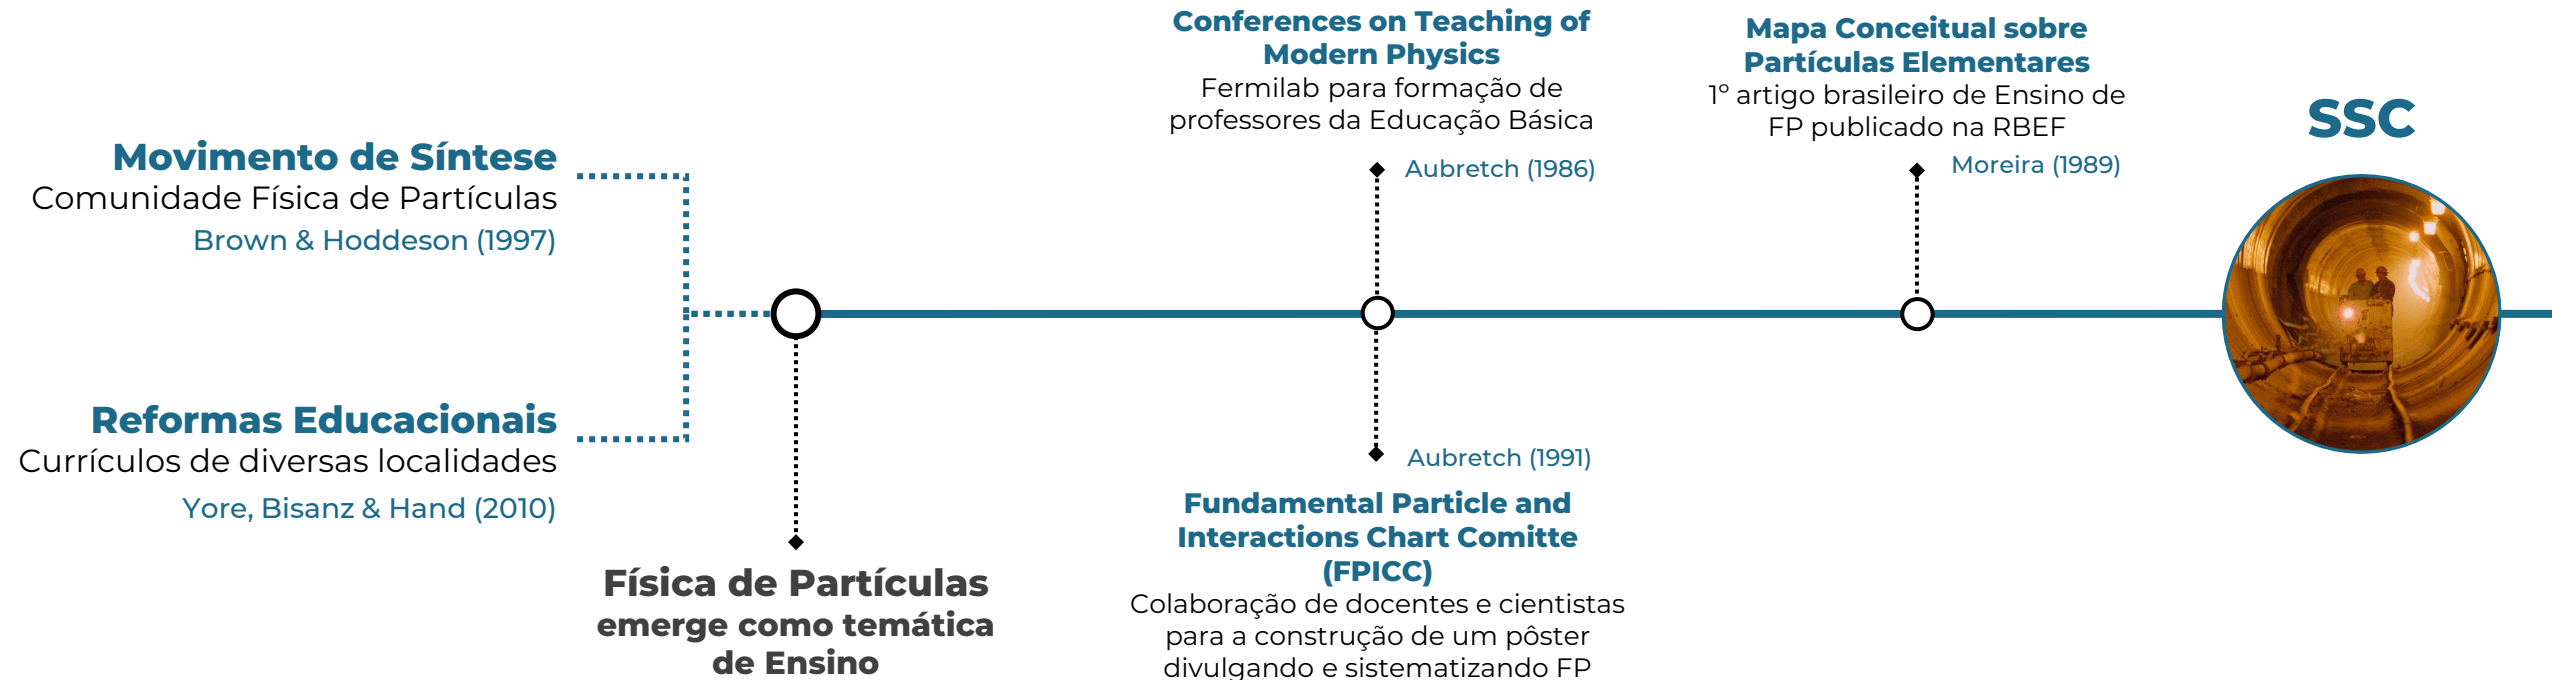 Movimento de Síntese
Comunidade Física de Partículas
Brown & Hoddeson (1997)
Reformas Educacionais
Currículos de diversas localidades
Yore, Bisanz & Hand (2010)
Física de Partículas
emerge como temática
de Ensino
Conferences on Teaching of
Modern Physics
Fermilab para formação de
professores da Educação Básica
Aubretch (1986)
Aubretch (1991)
Fundamental Particle and
Interactions Chart Comitte
(FPICC)
Colaboração de docentes e cientistas
para a construção de um pôster
divulgando e sistematizando FP
Mapa Conceitual sobre
Partículas Elementares
1º artigo brasileiro de Ensino de
FP publicado na RBEF
Moreira (1989)
SSC